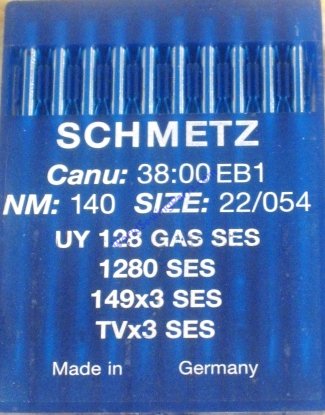 SCHMETZ
Canu: 38:00 EB1
NM: 140 SIZE: 22/054
UY 128 GAS SES
1280 SES
149x3 SES
TVx3 SES
Made in Germany